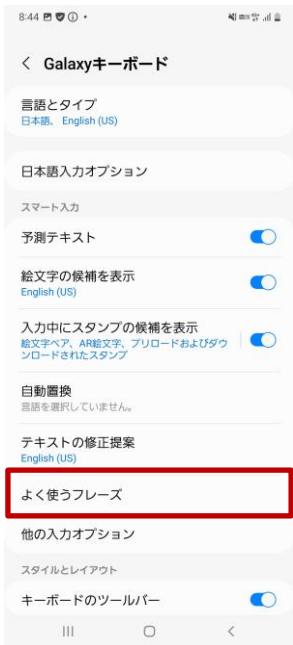 8:44
Galaxyキーボード
言語とタイプ
日本語、 English (US)
日本語入力オプション
スマート入力
予測テキスト
絵文字の候補を表示
English (US)
入力中にスタンプの候補を表示
絵文字ペア、AR絵文字、プリロードおよびダウ
ンロードされたスタンプ
自動置換
言語を選択していません。
テキストの修正提案
English (US)
よく使うフレーズ
他の入力オプション
スタイルとレイアウト
キーボードのツールバー